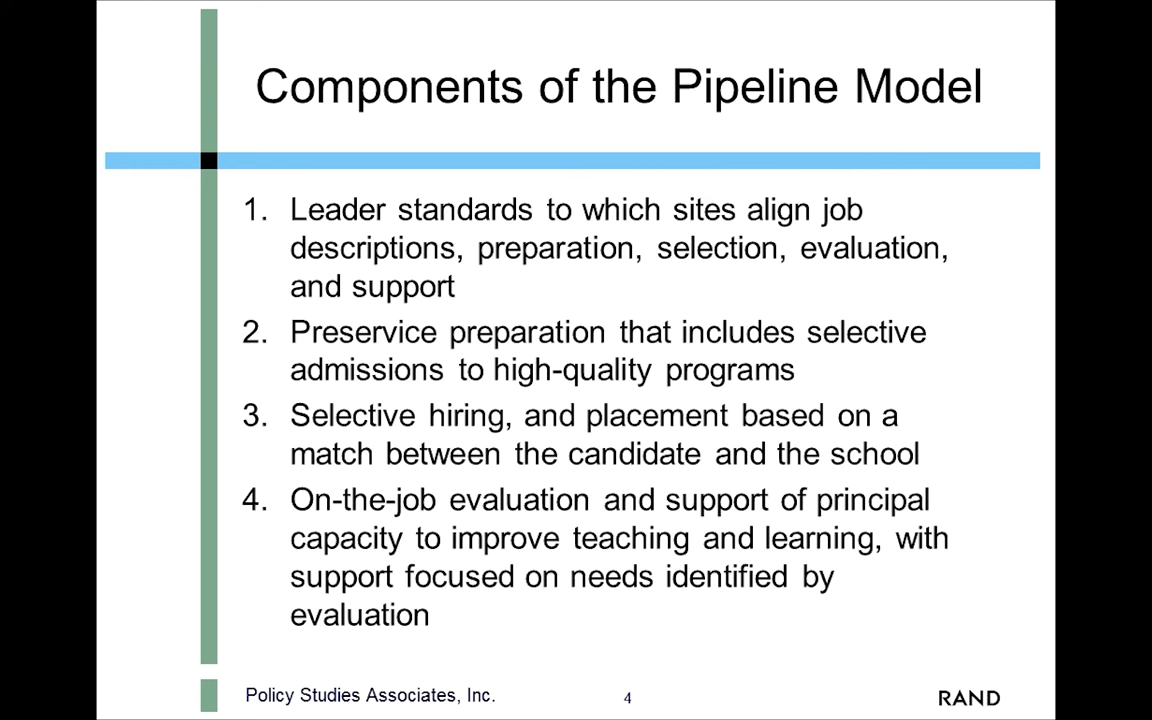 Components of the Pipeline Model
1. Leader standards to which sites align job
descriptions, preparation, selection, evaluation,
and support
2. Preservice preparation that includes selective
admissions to high-quality programs
3. Selective hiring, and placement based on a
match between the candidate and the school
4. On-the-job evaluation and support of principal
capacity to improve teaching and learning, with
support focused on needs identified by
evaluation
Policy Studies Associates, Inc. 4 RAND